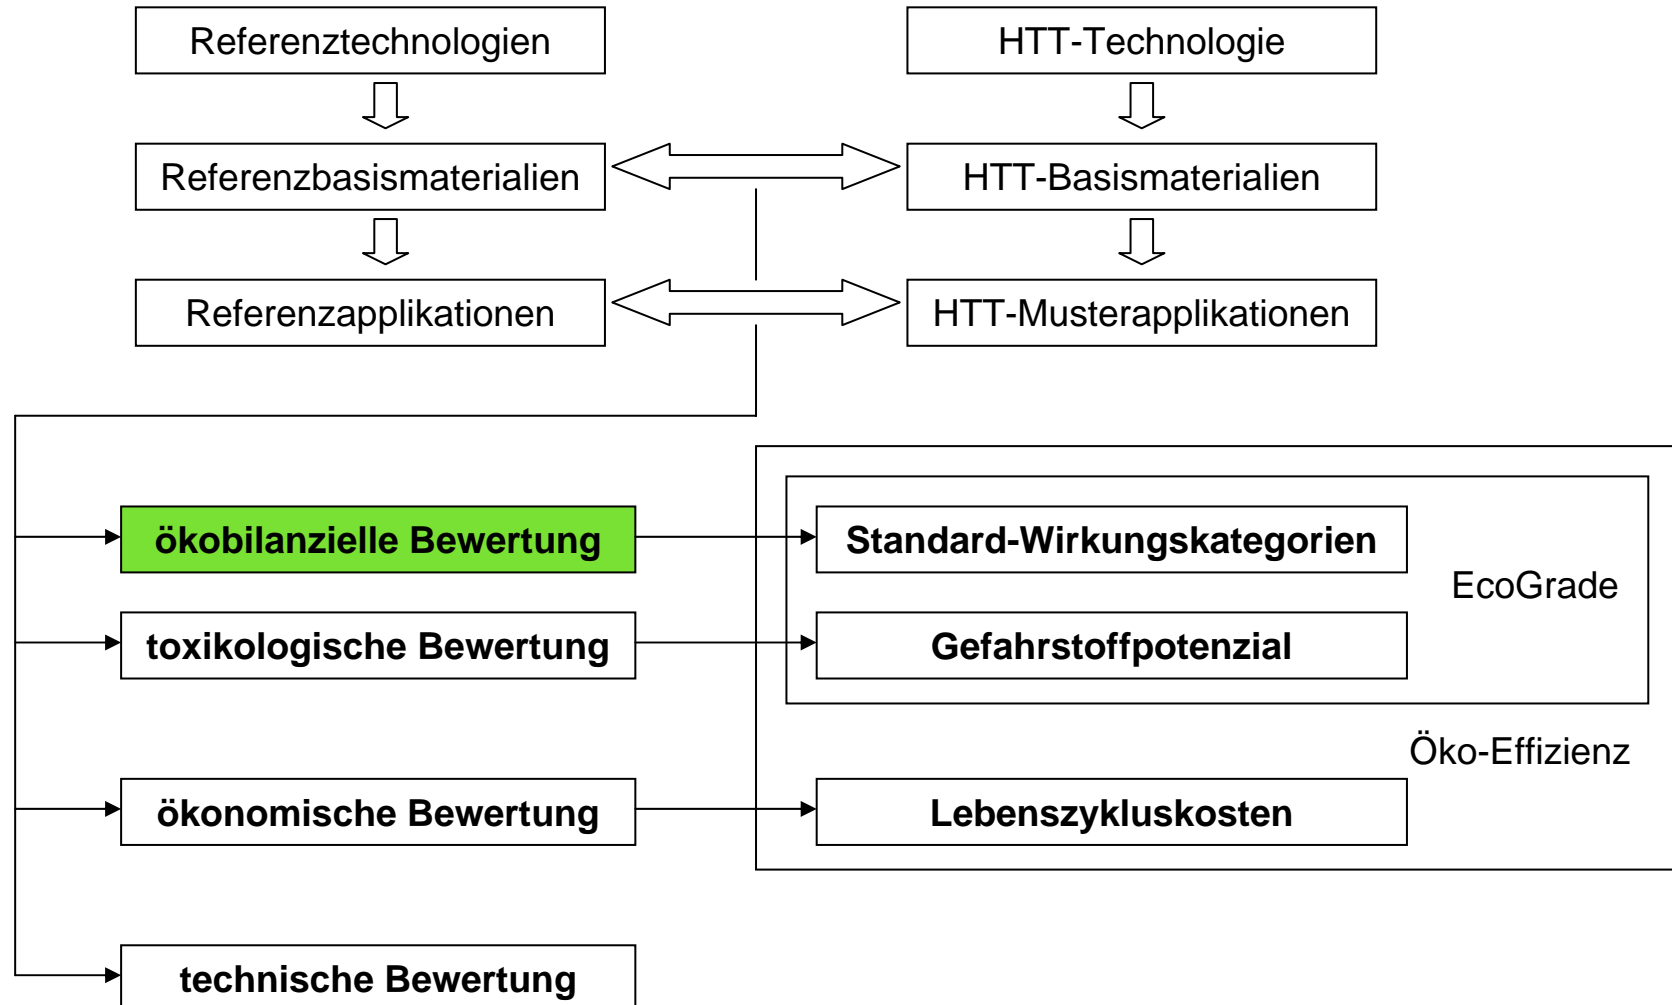 Referenztechnologien
HTT-Technologie
Referenzbasismaterialien
HTT-Basismaterialien
Referenzapplikationen
HTT-Musterapplikationen
ökobilanzielle Bewertung
Standard-Wirkungskategorien
EcoGrade
toxikologische Bewertung
Gefahrstoffpotenzial
Öko-Effizienz
ökonomische Bewertung
Lebenszykluskosten
technische Bewertung